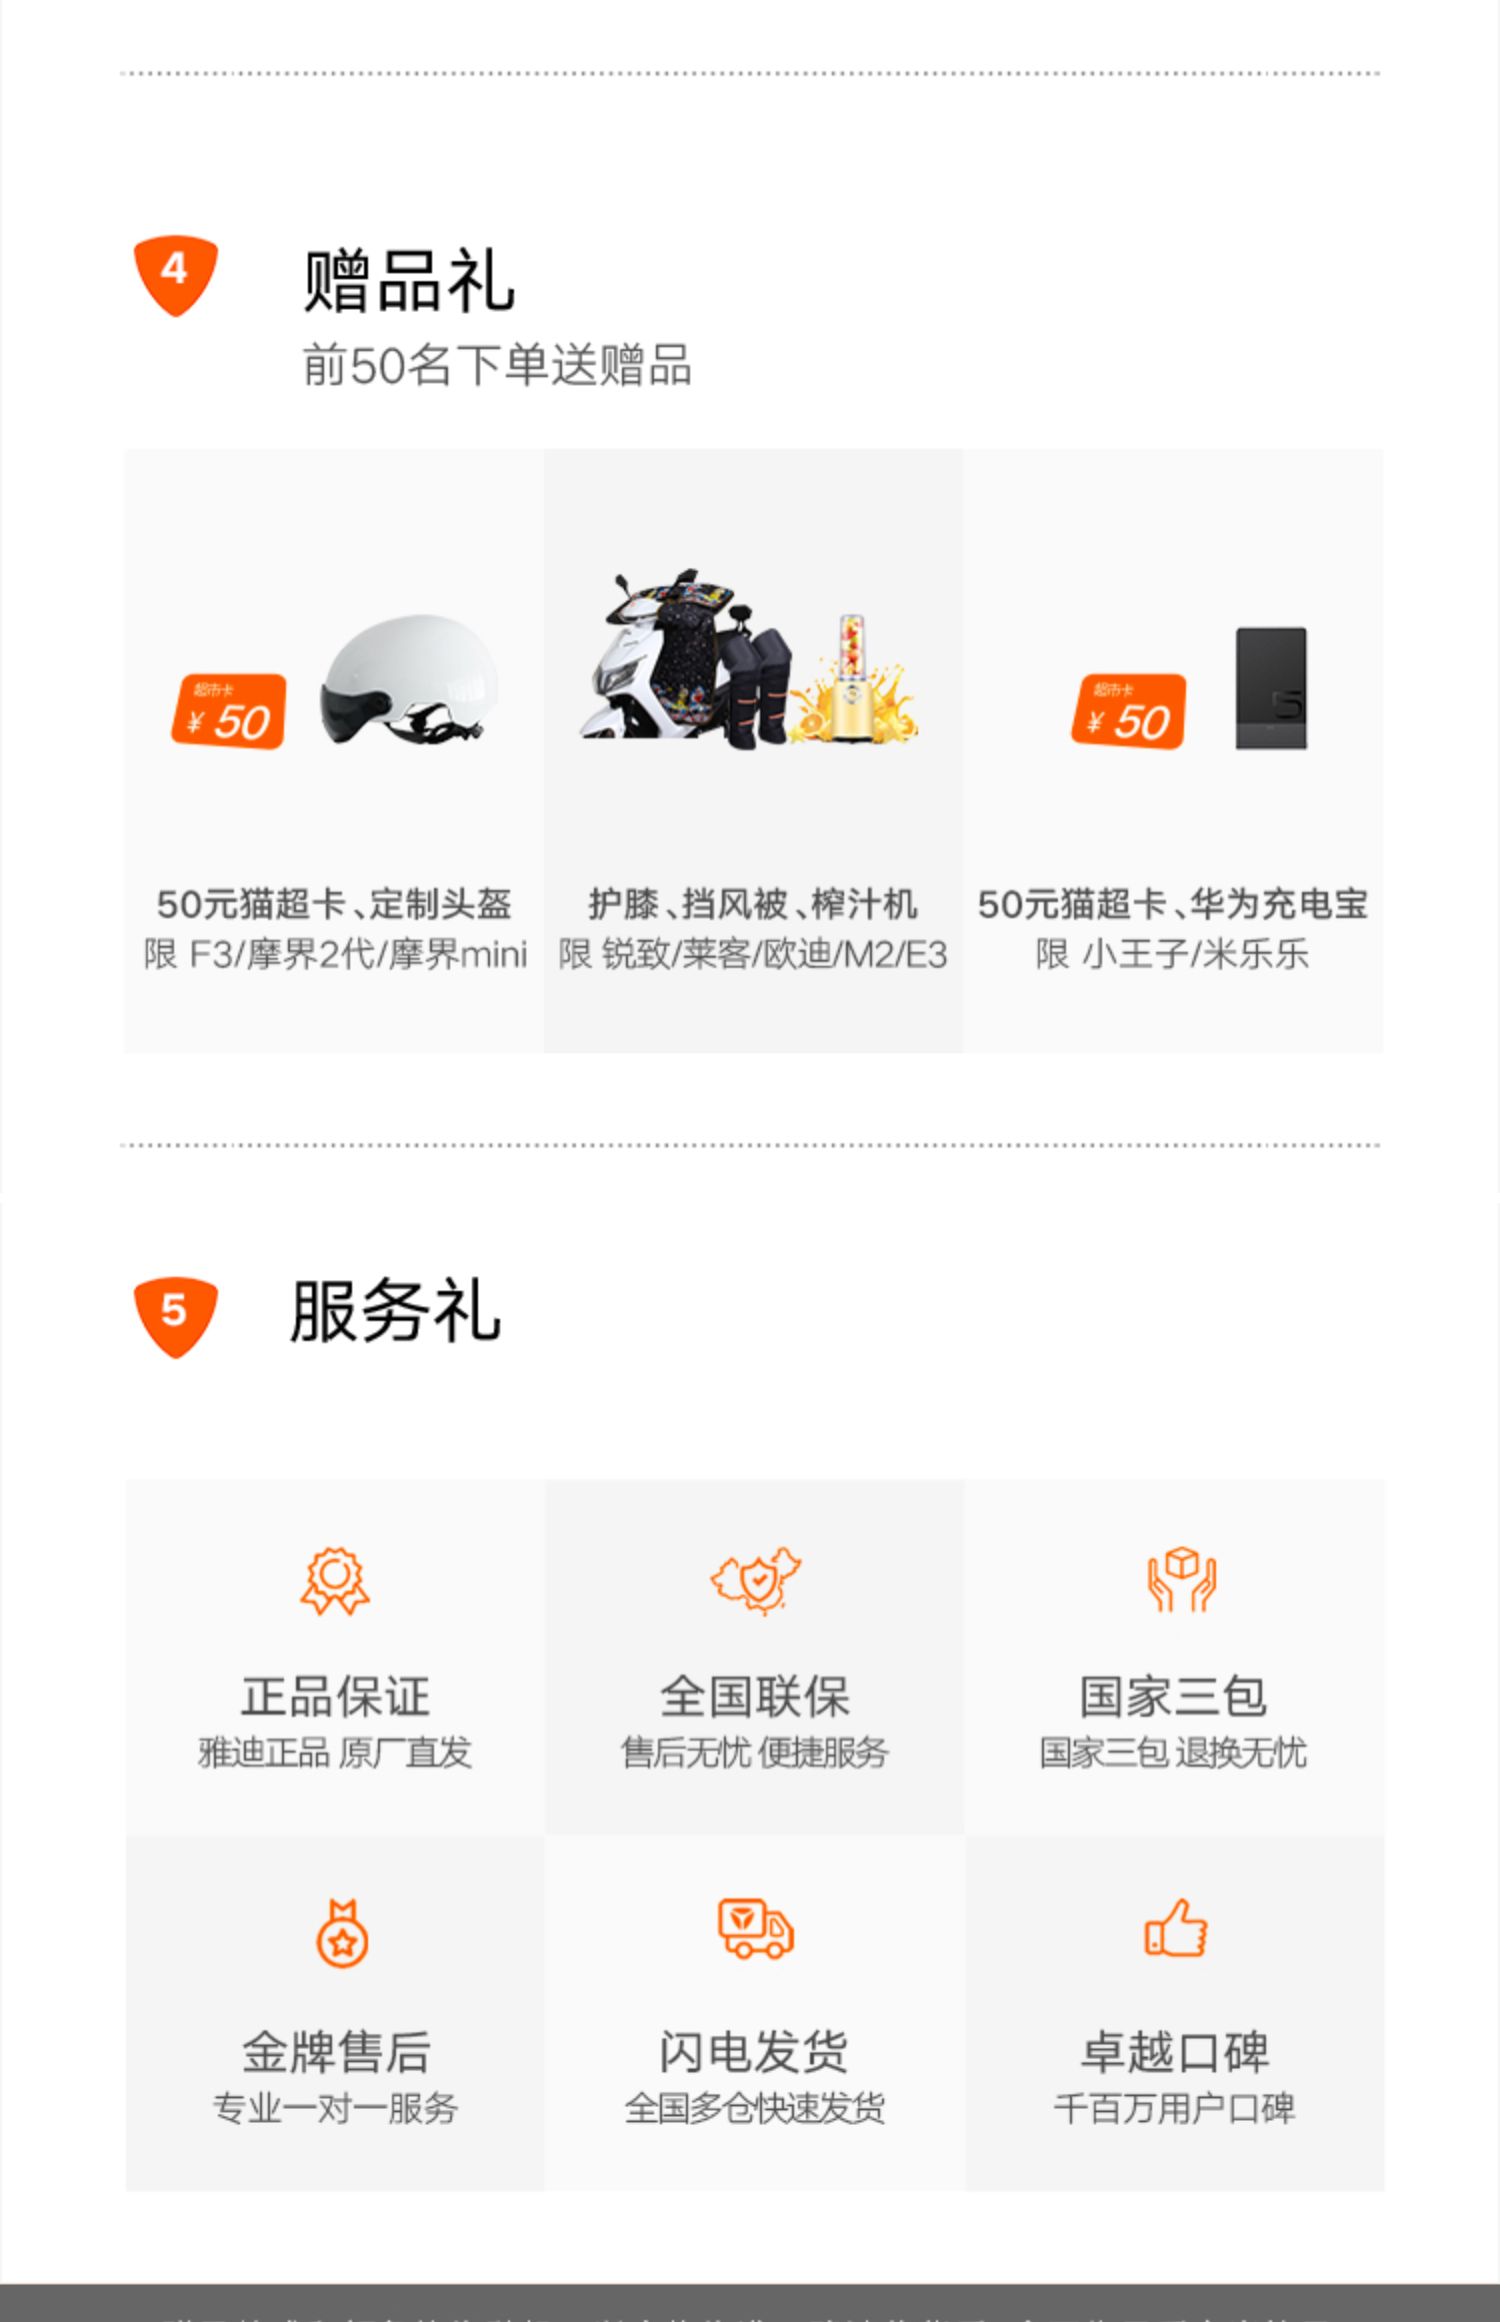 4
赠品礼
前50名下单送赠品
超市卡
¥ 50
超市卡
¥ 50
5
50元猫超卡、定制头盔
限 F3/摩界2代/摩界mini
护膝、挡风被、榨汁机
限 锐致/莱客/欧迪/M2/E3
50元猫超卡、华为充电宝
限 小王子/米乐乐
5
服务礼
正品保证
雅迪正品 原厂直发
全国联保
售后无忧 便捷服务
国家三包
国家三包 退换无忧
金牌售后
专业一对一服务
闪电发货
全国多仓快速发货
卓越口碑
千百万用户口碑